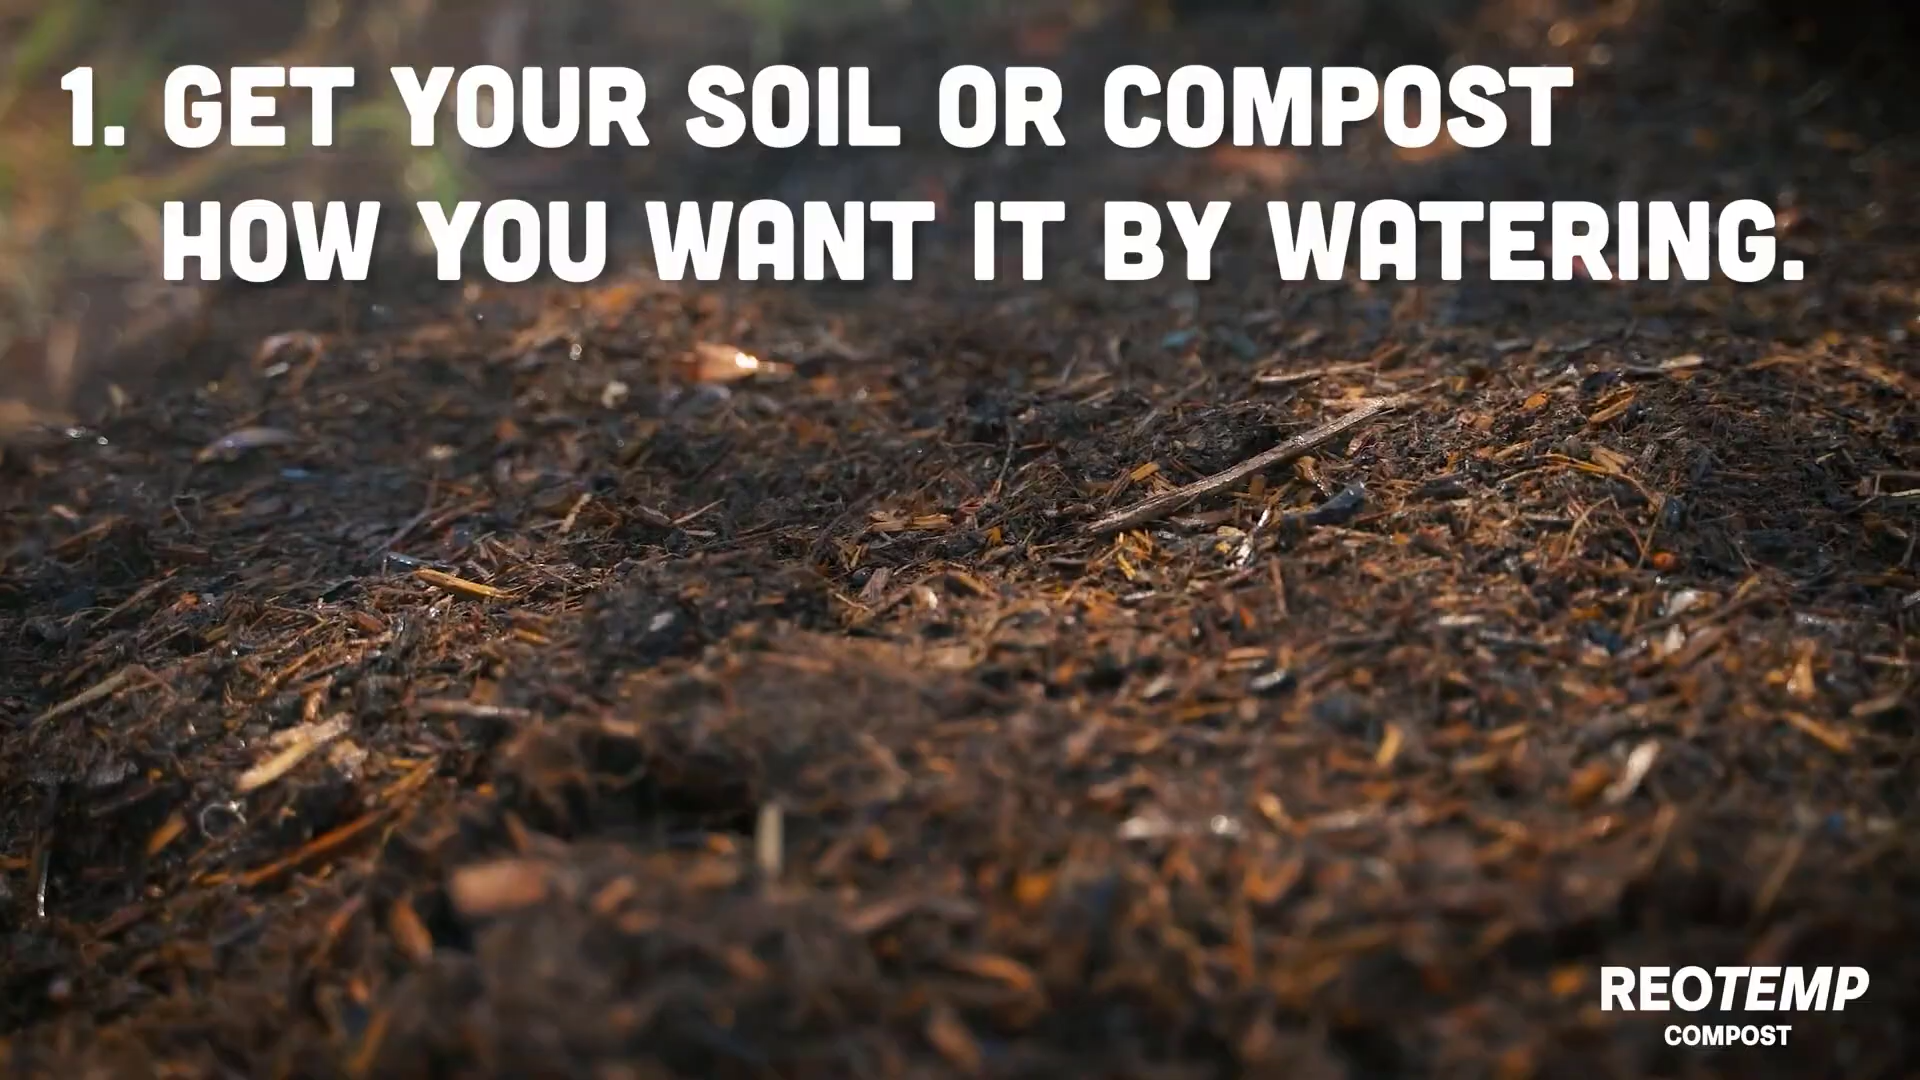 1. GET YOUR SOIL OR COMPOST
HOW YOU WANT IT BY WATERING.
REOTEMP
COMPOST